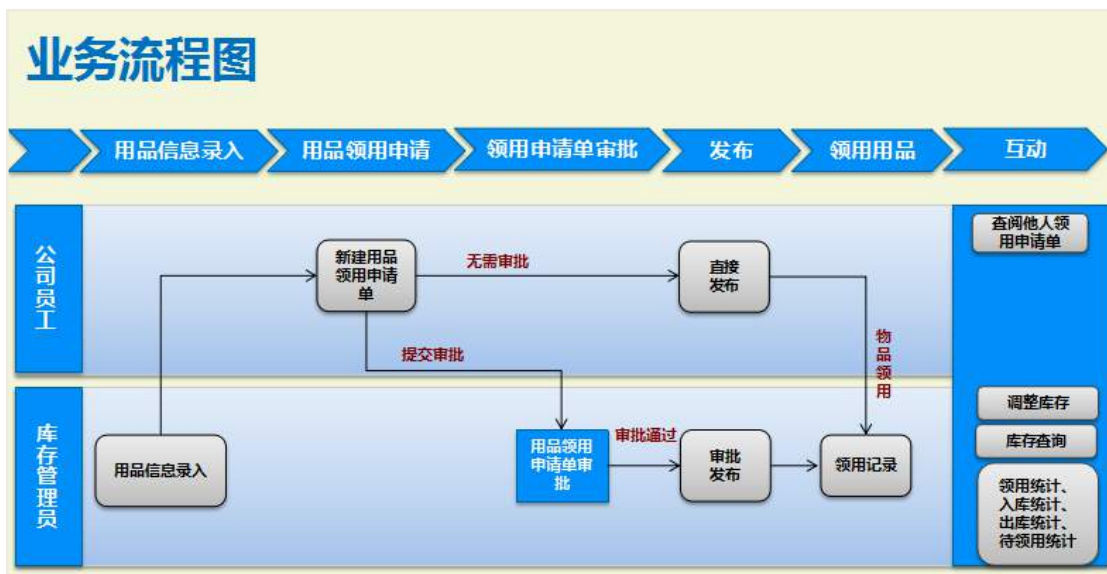 业务流程图
用品信息录入
用品领用申请
领用申请单审批
发布
领用用品
互动
公司员工
新建用品
领用申请
单
无需审批
直接
发布
提交审批
物品领用
查阅他人领
用申请单
库存管理员
用品信息录入
用品领用
申请单审
批
审批通过
审批
发布
领用记录
调整库存
库存查询
领用统计、
入库统计、
出库统计、
待领用统计